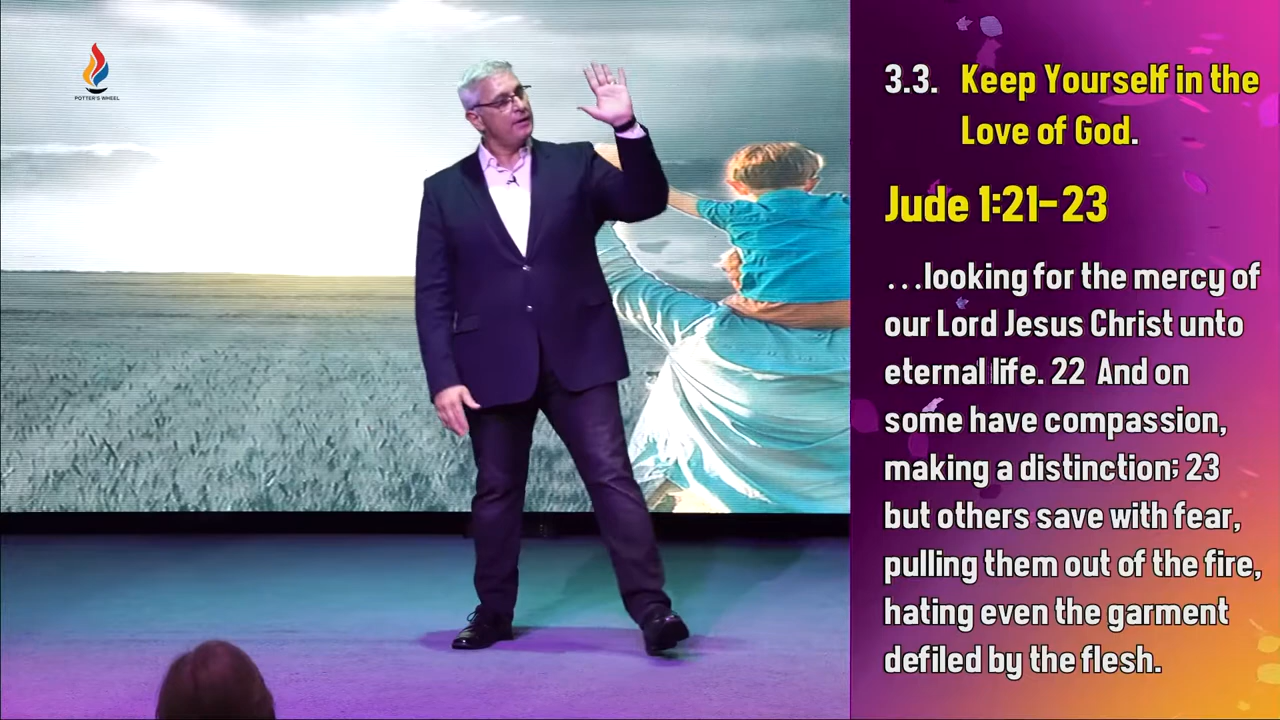 POTTER'S WHEEL
3.3. Keep Yourself in the
Love of God.
Jude 1:21-23
...looking for the mercy of
our Lord Jesus Christ unto
eternal life. 22 And on
some have compassion,
making a distinction; 23
but others save with fear,
pulling them out of the fire,
hating even the garment
defiled by the flesh.